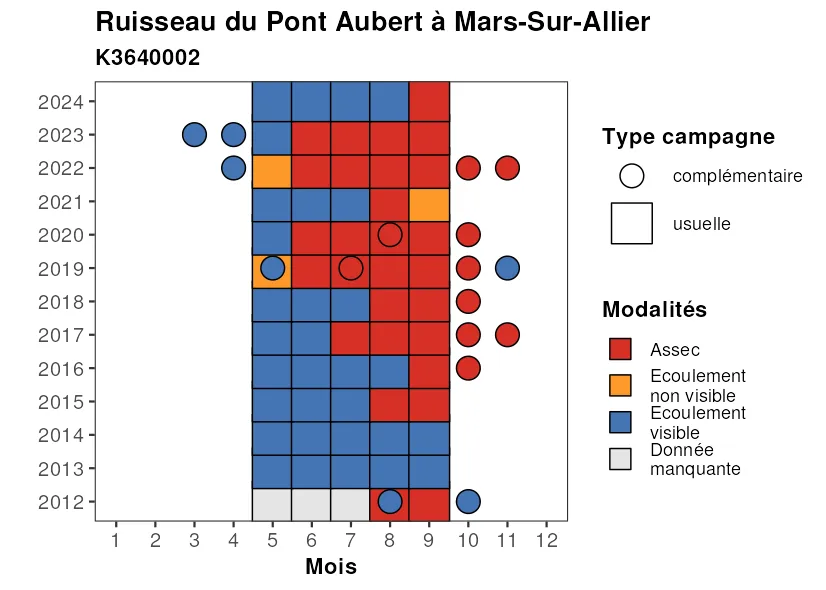 Ruisseau du Pont Aubert à Mars-Sur-Allier
K3640002
2024
2023
2022
2021
2020
2019
2018
2017
2016
2015
2014
2013
2012
1 2 3 4 5 6 7 8 9 10 11 12
Mois
Type campagne
complémentaire
usuelle
Modalités
Assec
Ecoulement
non visible
Ecoulement
visible
Donnée
manquante